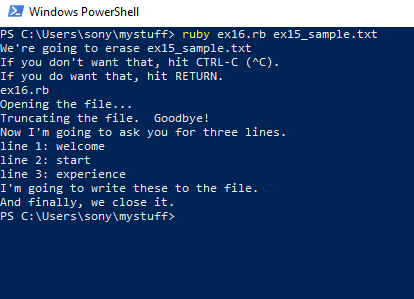 Windows PowerShell
PS C:\Users\sony\mystuff> ruby ex16.rb ex15_sample.txt
We're going to erase ex15_sample.txt
If you don't want that, hit CTRL-C (^C).
If you do want that, hit RETURN.
ex16.rb
Opening the file...
Truncating the file.  Goodbye!
Now I'm going to ask you for three lines.
line 1: welcome
line 2: start
line 3: experience
I'm going to write these to the file.
And finally, we close it.
PS C:\Users\sony\mystuff>